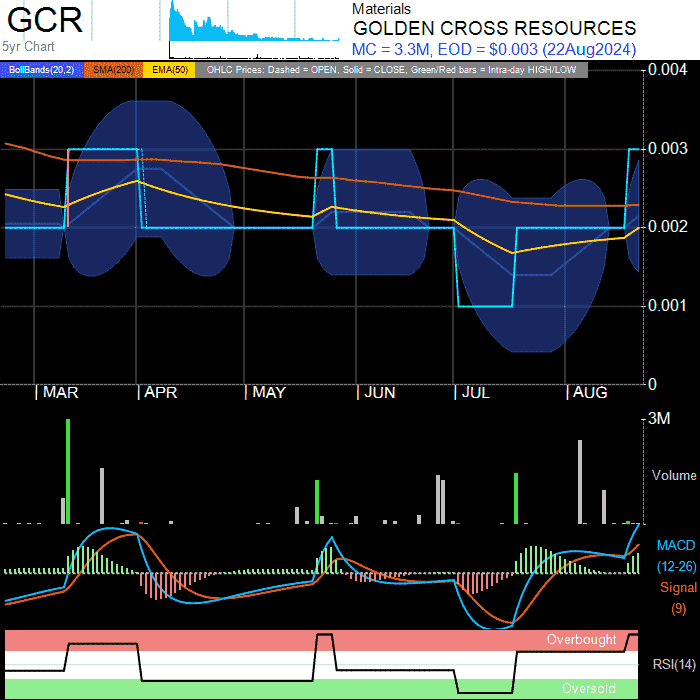 GCR
5yr Chart
Materials
GOLDEN CROSS RESOURCES
MC = 3.3M, EOD = $0.003 (22Aug2024)
BollBands(20,2) SMA(200) EMA(50) OHLC Prices: Dashed = OPEN, Solid = CLOSE, Green/Red bars = Intra-day HIGH/LOW
0.004
0.003
0.002
0.001
0
MAR APR MAY JUN JUL AUG
3M
Volume
MACD
(12-26)
Signal
(9)
Overbought
RSI(14)
Oversold